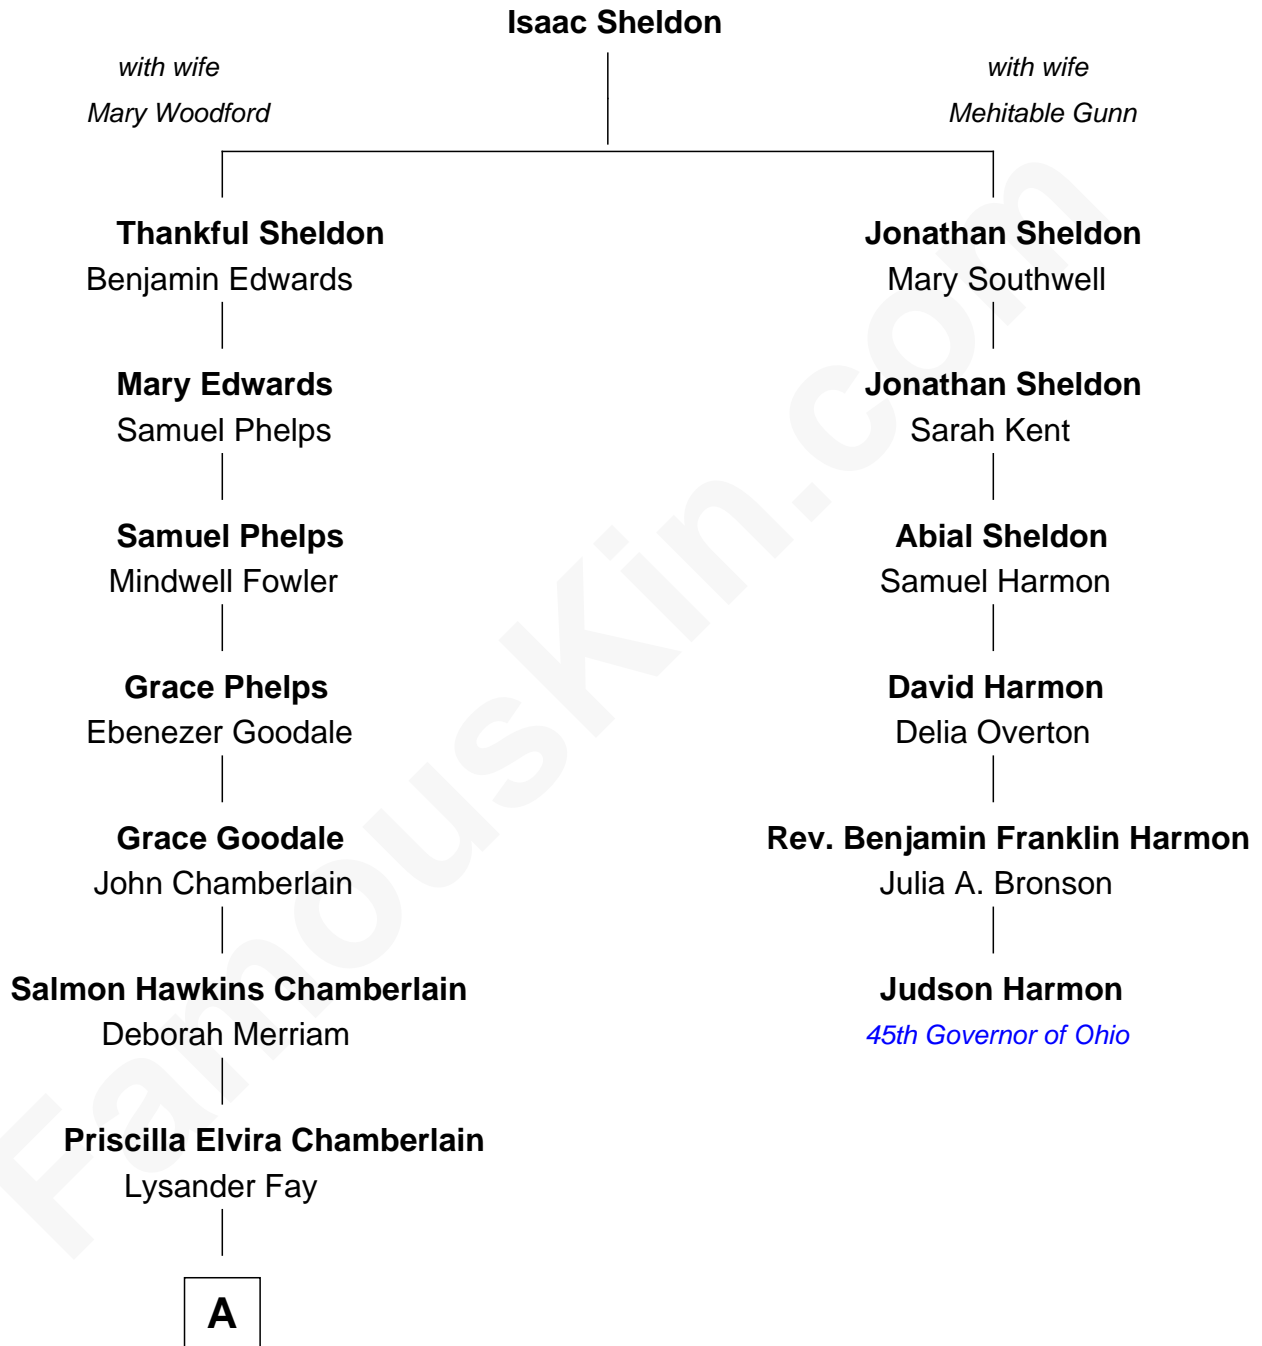 Isaac Sheldon
with wife
Mary Woodford
with wife
Mehitable Gunn
Thankful Sheldon
Benjamin Edwards
Jonathan Sheldon
Mary Southwell
Mary Edwards
Samuel Phelps
Jonathan Sheldon
Sarah Kent
Samuel Phelps
Mindwell Fowler
Abial Sheldon
Samuel Harmon
Grace Phelps
Ebenezer Goodale
David Harmon
Delia Overton
Grace Goodale
John Chamberlain
Rev. Benjamin Franklin Harmon
Julia A. Bronson
Salmon Hawkins Chamberlain
Deborah Merriam
Judson Harmon
45th Governor of Ohio
Priscilla Elvira Chamberlain
Lysander Fay
A
FamousKin.com